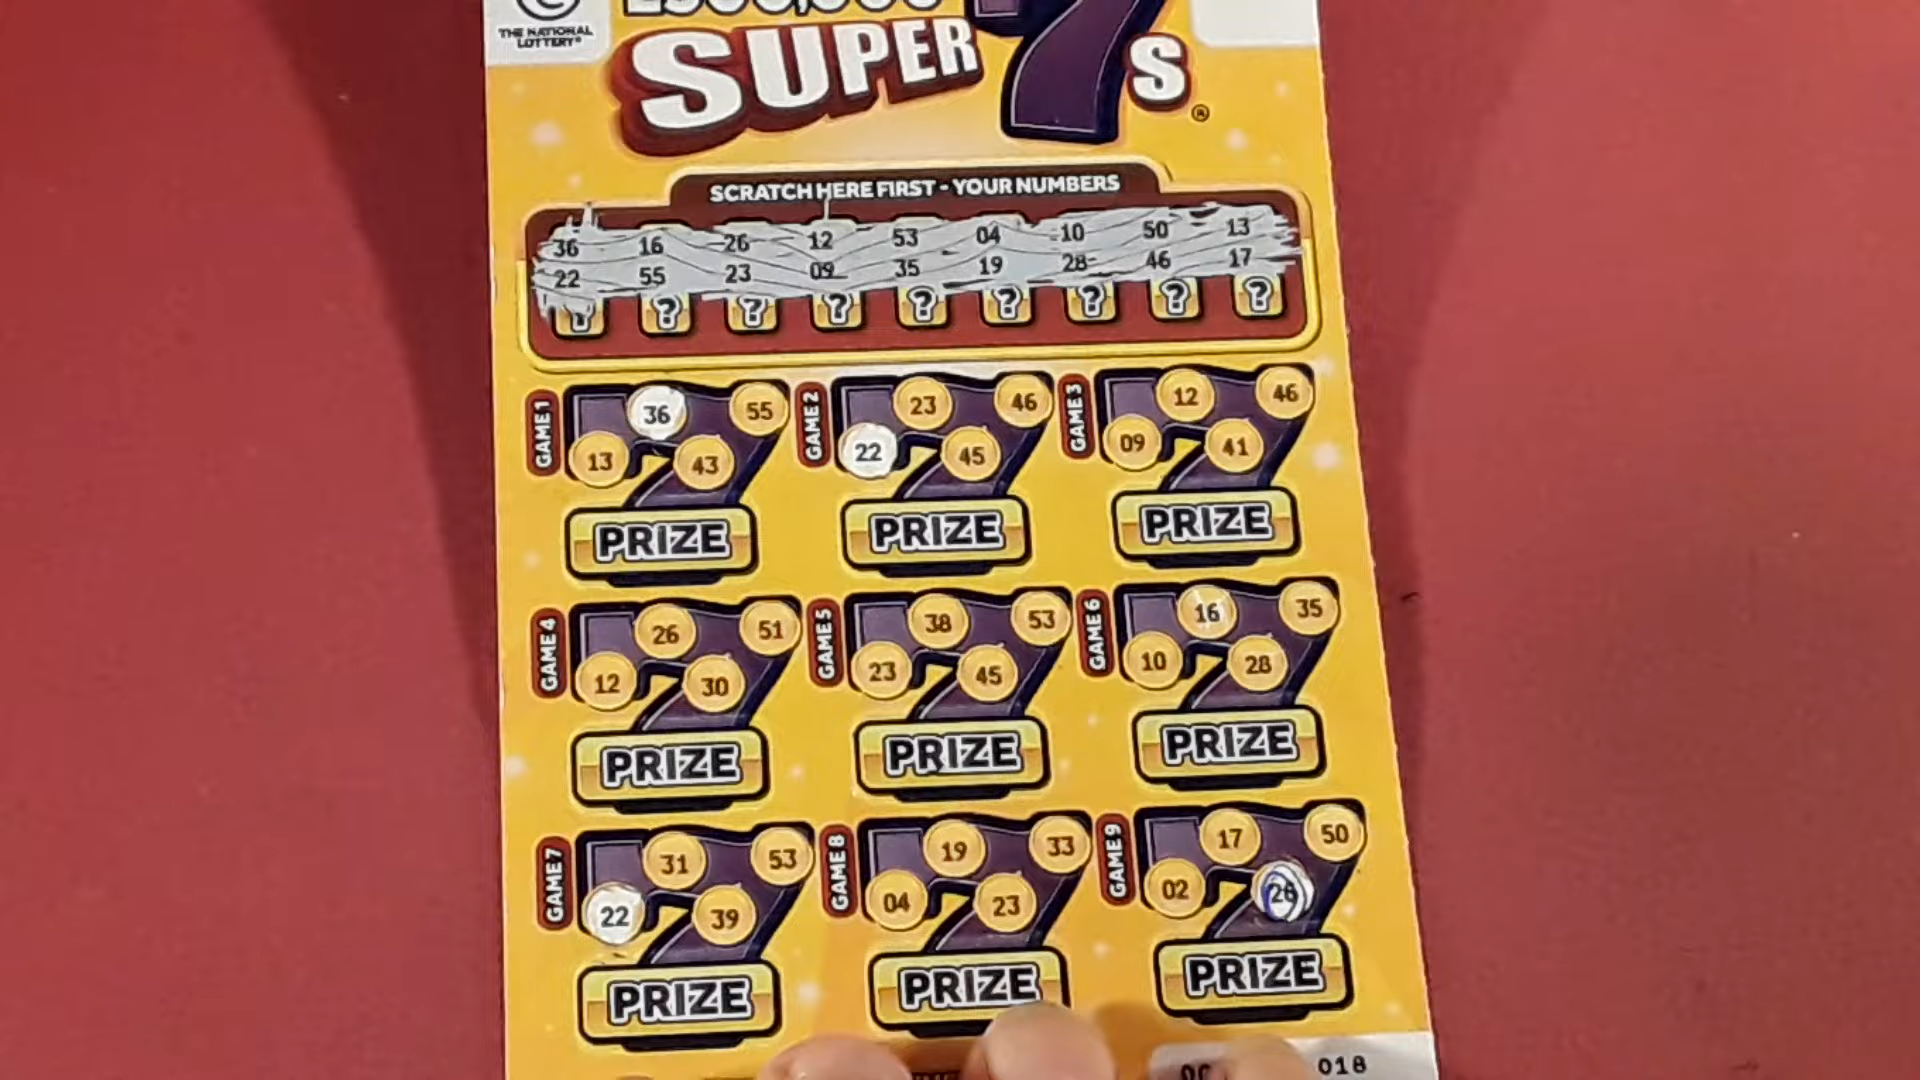 THE NATIONAL
LOTTERY®
SUPER 7S®
SCRATCH HERE FIRST - YOUR NUMBERS
36 16 26 12 53 04 10 50 13
22 55 23 09 35 19 28 46 17
? ? ? ? ? ? ? ? ?
GAME 1
36 55
13 43
PRIZE
GAME 2
23 46
22 45
PRIZE
GAME 3
12 46
09 41
PRIZE
GAME 4
26 51
12 30
PRIZE
GAME 5
38 53
23 45
PRIZE
GAME 6
16 35
10 28
PRIZE
GAME 7
31 53
22 39
PRIZE
GAME 8
19 33
04 23
PRIZE
GAME 9
17 50
02 26
PRIZE
018